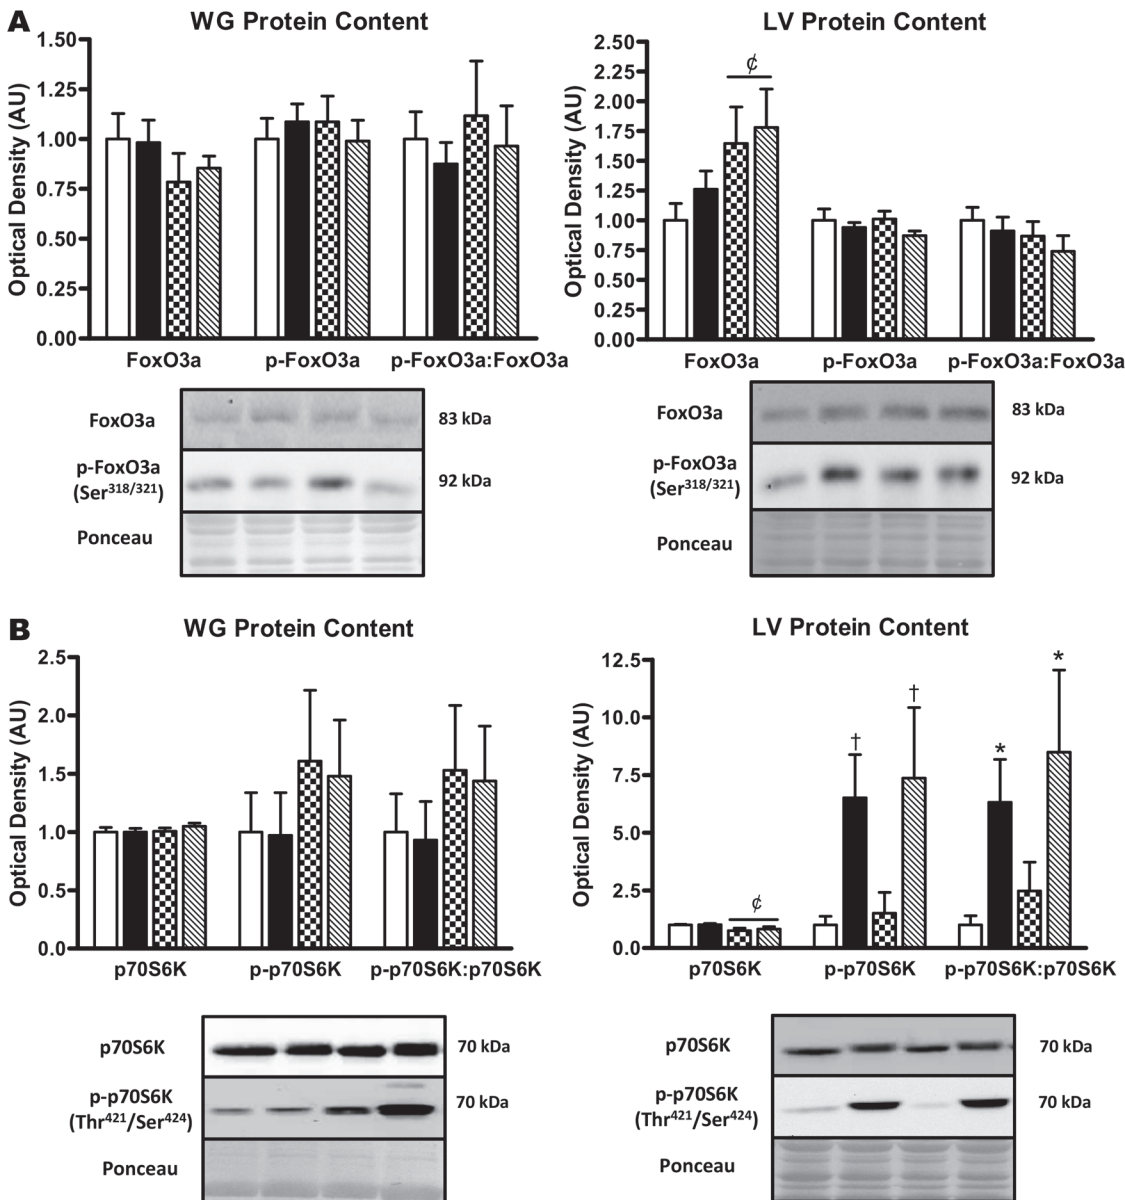 A
WG Protein Content
1.50
1.25
1.00
0.75
0.50
0.25
0.00
Optical Density (AU)
FoxO3a p-FoxO3a p-FoxO3a:FoxO3a
FoxO3a 83 kDa
p-FoxO3a
(Ser318/321) 92 kDa
Ponceau
LV Protein Content
2.50
2.25
2.00
1.75
1.50
1.25
1.00
0.75
0.50
0.25
0.00
Optical Density (AU)
¢
FoxO3a p-FoxO3a p-FoxO3a:FoxO3a
FoxO3a 83 kDa
p-FoxO3a
(Ser318/321) 92 kDa
Ponceau
B
WG Protein Content
2.5
2.0
1.5
1.0
0.5
0.0
Optical Density (AU)
p70S6K p-p70S6K p-p70S6K:p70S6K
p70S6K 70 kDa
p-p70S6K
(Thr421/Ser424) 70 kDa
Ponceau
LV Protein Content
12.5
10.0
7.5
5.0
2.5
0.0
Optical Density (AU)
¢ † † * *
p70S6K p-p70S6K p-p70S6K:p70S6K
p70S6K 70 kDa
p-p70S6K
(Thr421/Ser424) 70 kDa
Ponceau